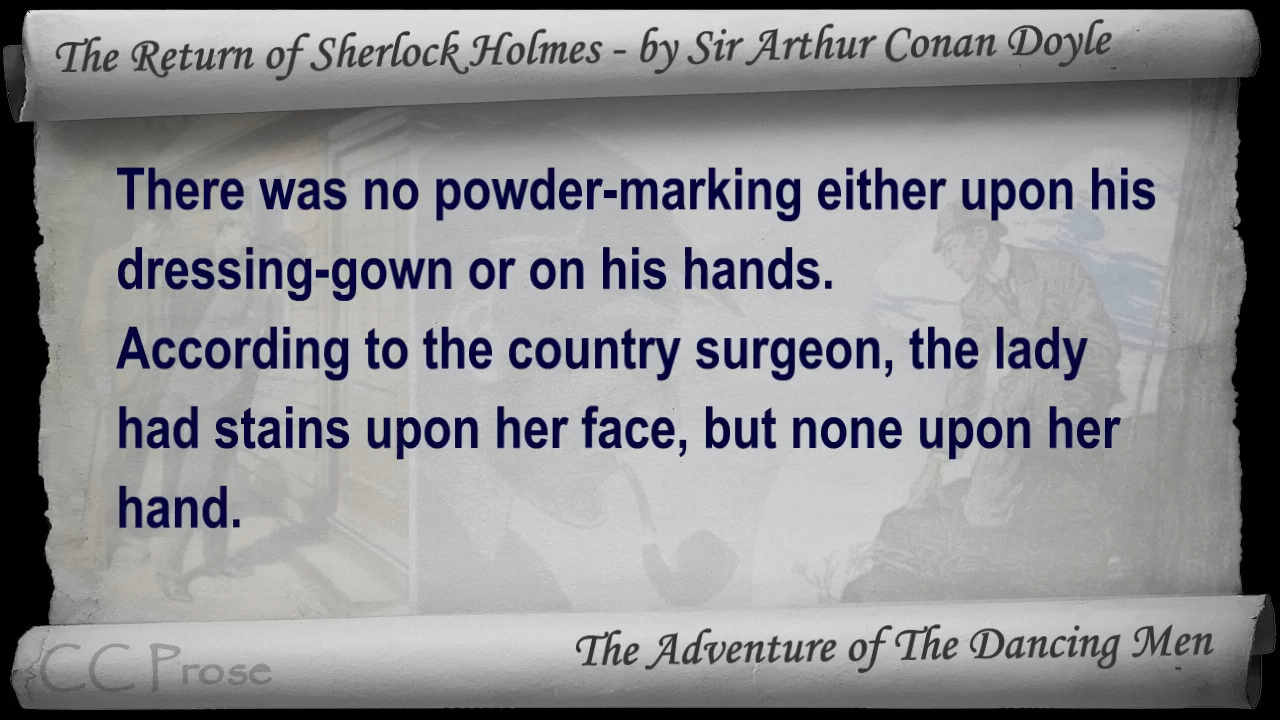 The Return of Sherlock Holmes - by Sir Arthur Conan Doyle
There was no powder-marking either upon his
dressing-gown or on his hands.
According to the country surgeon, the lady
had stains upon her face, but none upon her
hand.
The Adventure of The Dancing Men
CC Prose